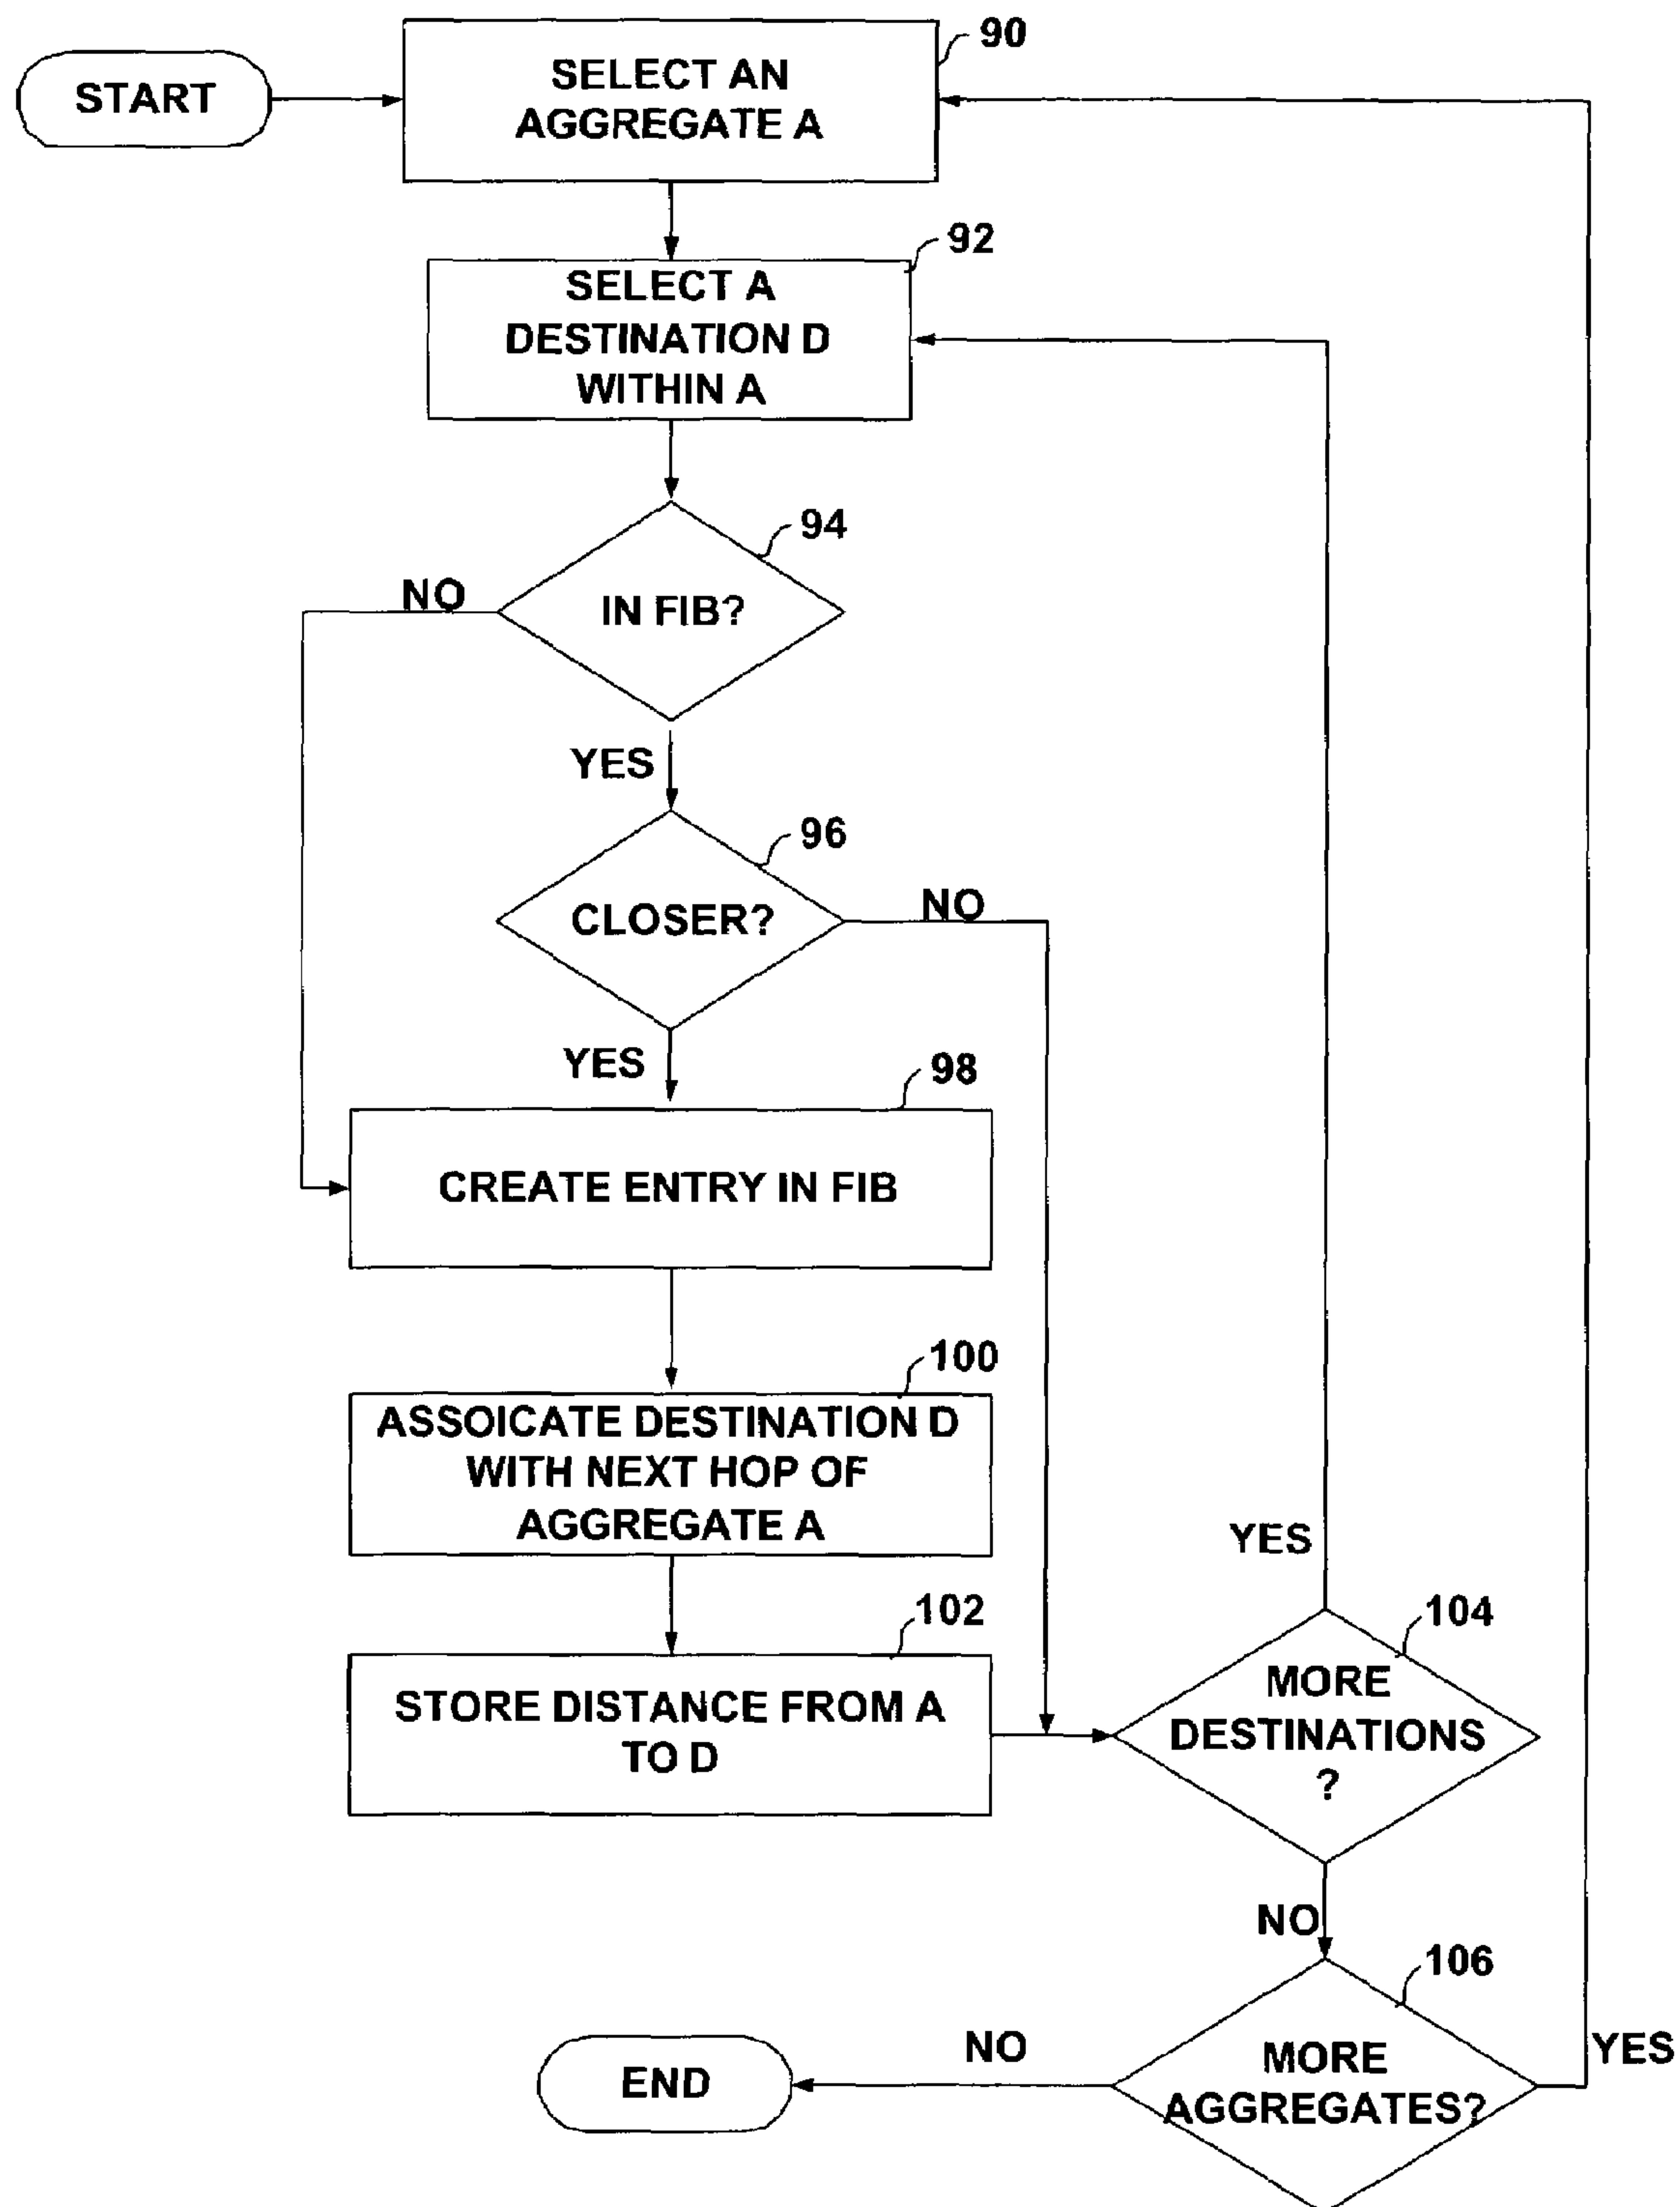 90
START
SELECT AN
AGGREGATE A
92
SELECT A
DESTINATION D
WITHIN A
94
NO
IN FIB?
YES
96
NO
CLOSER?
YES
98
CREATE ENTRY IN FIB
100
ASSOICATE DESTINATION D
WITH NEXT HOP OF
AGGREGATE A
YES
102
104
STORE DISTANCE FROM A
TO D
MORE
DESTINATIONS
?
NO
106
NO
YES
END
MORE
AGGREGATES?